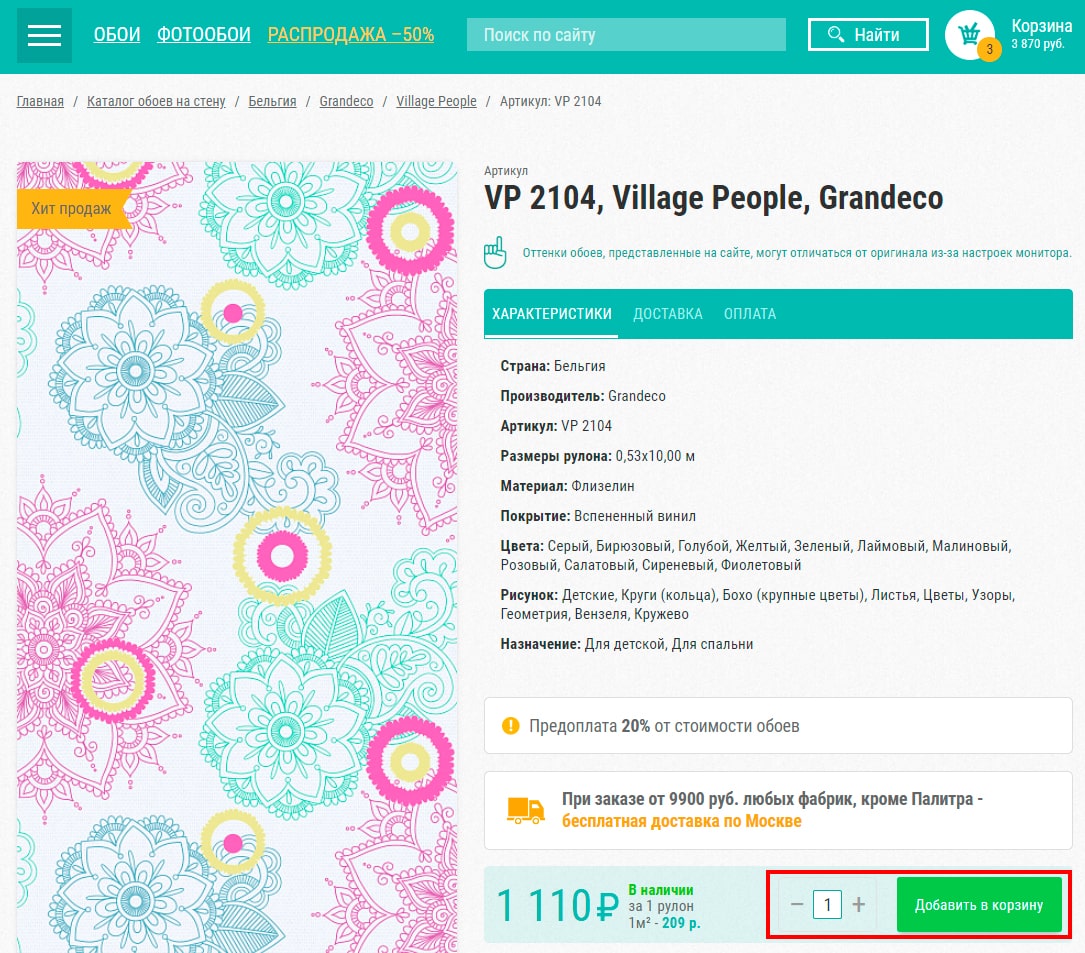 ОБОИ ФОТООБОИ РАСПРОДАЖА –50% Поиск по сайту Найти Корзина
3 3 870 руб.
Главная / Каталог обоев на стену / Бельгия / Grandeco / Village People / Артикул: VP 2104
Хит продаж
Артикул
VP 2104, Village People, Grandeco
Оттенки обоев, представленные на сайте, могут отличаться от оригинала из-за настроек монитора.
ХАРАКТЕРИСТИКИ ДОСТАВКА ОПЛАТА
Страна: Бельгия
Производитель: Grandeco
Артикул: VP 2104
Размеры рулона: 0,53x10,00 м
Материал: Флизелин
Покрытие: Вспененный винил
Цвета: Серый, Бирюзовый, Голубой, Желтый, Зеленый, Лаймовый, Малиновый,
Розовый, Салатовый, Сиреневый, Фиолетовый
Рисунок: Детские, Круги (кольца), Бохо (крупные цветы), Листья, Цветы, Узоры,
Геометрия, Вензеля, Кружево
Назначение: Для детской, Для спальни
Предоплата 20% от стоимости обоев
При заказе от 9900 руб. любых фабрик, кроме Палитра -
бесплатная доставка по Москве
1 110 ₽
В наличии
за 1 рулон
1м² - 209 р.
– 1 +
Добавить в корзину